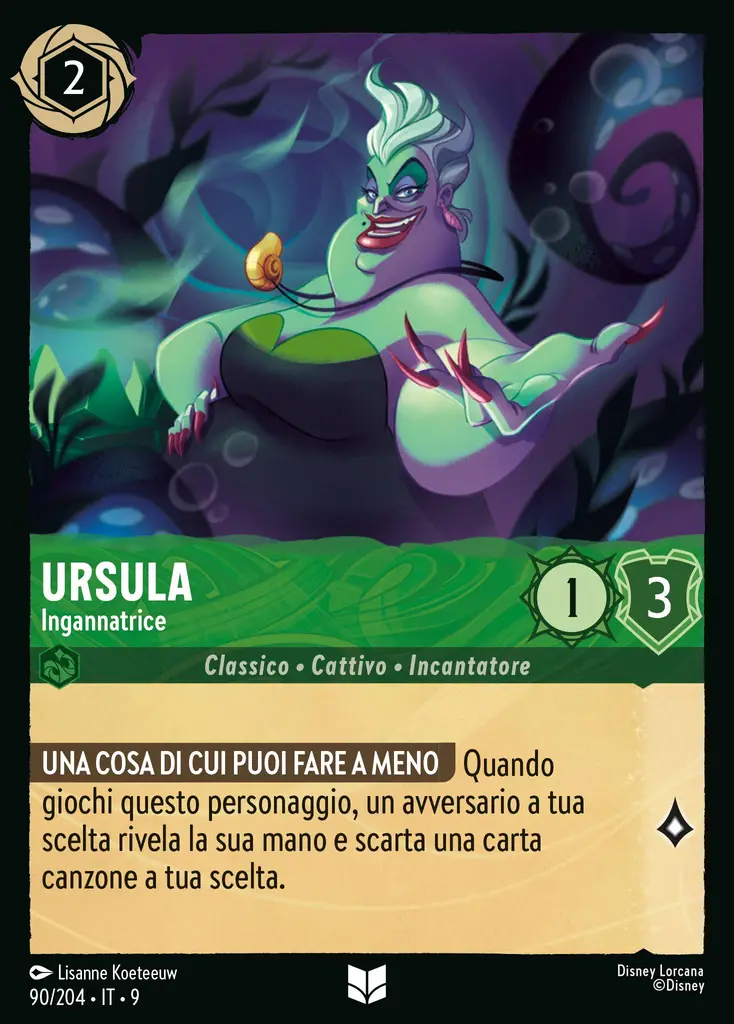 2
URSULA
Ingannatrice
1
3
Classico • Cattivo • Incantatore
UNA COSA DI CUI PUOI FARE A MENO Quando
giochi questo personaggio, un avversario a tua
scelta rivela la sua mano e scarta una carta
canzone a tua scelta.
Lisanne Koeteeuw
90/204 • IT • 9
Disney Lorcana
©Disney